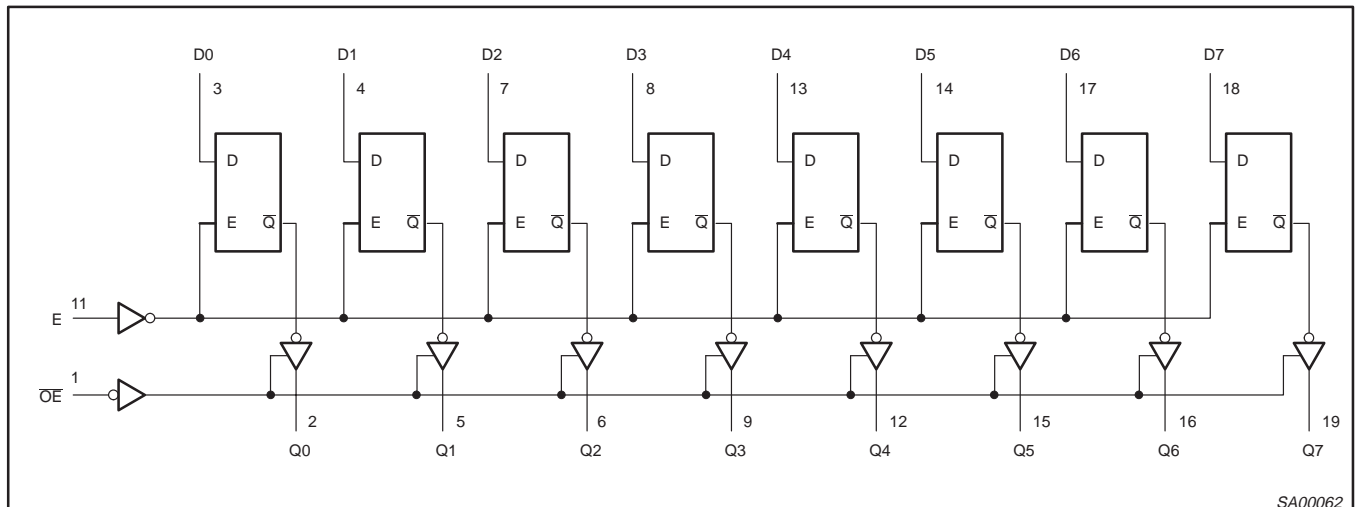 D0 D1 D2 D3 D4 D5 D6 D7
3 4 7 8 13 14 17 18
D D D D D D D D
E Q̅ E Q̅ E Q̅ E Q̅ E Q̅ E Q̅ E Q̅ E Q̅
11
E
1
O̅E̅
2 5 6 9 12 15 16 19
Q0 Q1 Q2 Q3 Q4 Q5 Q6 Q7
SA00062